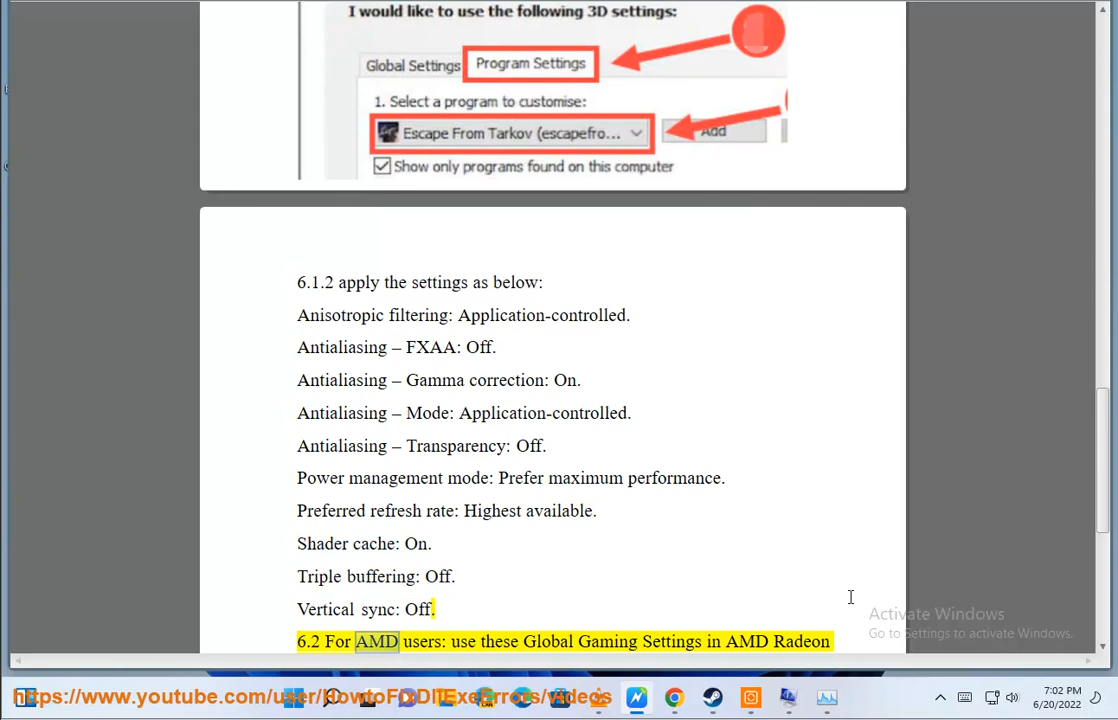 I would like to use the following 3D settings:
Global Settings Program Settings
1. Select a program to customise:
Escape From Tarkov (escapefro... Add
Show only programs found on this computer
6.1.2 apply the settings as below:
Anisotropic filtering: Application-controlled.
Antialiasing – FXAA: Off.
Antialiasing – Gamma correction: On.
Antialiasing – Mode: Application-controlled.
Antialiasing – Transparency: Off.
Power management mode: Prefer maximum performance.
Preferred refresh rate: Highest available.
Shader cache: On.
Triple buffering: Off.
Vertical sync: Off.
6.2 For AMD users: use these Global Gaming Settings in AMD Radeon
Activate Windows
Go to Settings to activate Windows.
https://www.youtube.com/user/HowtoFixDllExeErrors/videos
7:02 PM
6/20/2022